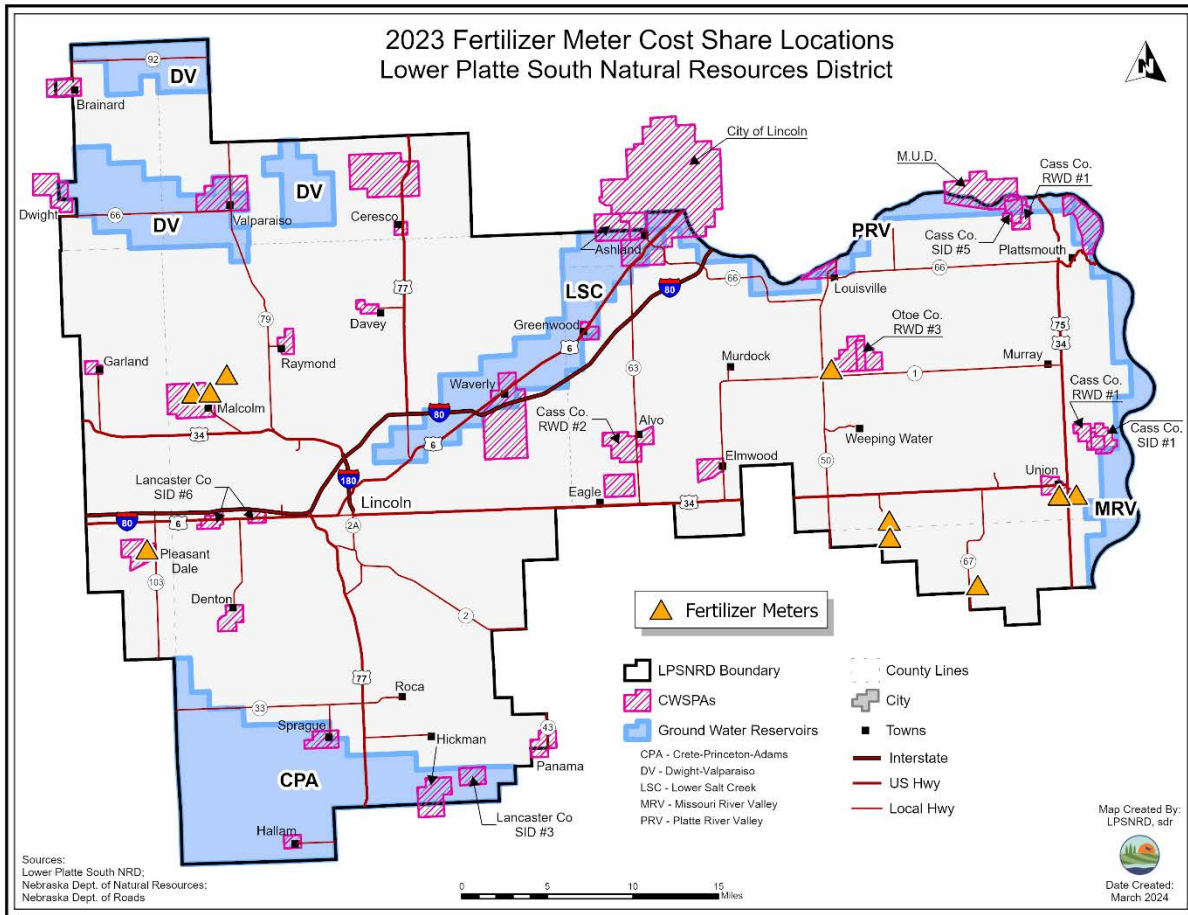 2023 Fertilizer Meter Cost Share Locations
Lower Platte South Natural Resources District
N
92
DV
Brainard
City of Lincoln
M.U.D.
Cass Co.
RWD #1
DV
Dwight
66
DV
Valparaiso
Ceresco
Ashland
PRV
Cass Co.
SID #5
Plattsmouth
77
LSC
80
66
Louisville
66
79
Davey
Greenwood
6
Otoe Co.
RWD #3
75
34
Garland
Raymond
63
Murdock
Murray
Waverly
1
Malcolm
80
Cass Co.
RWD #2
Alvo
Cass Co.
RWD #1
Cass Co.
SID #1
34
6
Weeping Water
Elmwood
50
Lancaster Co
SID #6
180
Union
Eagle
34
MRV
Lincoln
80
6
2A
Pleasant
Dale
103
67
Denton
2
Fertilizer Meters
77
Roca
33
Sprague
Hickman
43
Panama
CPA
Lancaster Co
SID #3
Hallam
LPSNRD Boundary
CWSPAs
Ground Water Reservoirs
CPA - Crete-Princeton-Adams
DV - Dwight-Valparaiso
LSC - Lower Salt Creek
MRV - Missouri River Valley
PRV - Platte River Valley
County Lines
City
Towns
Interstate
US Hwy
Local Hwy
Map Created By:
LPSNRD, sdr
Date Created:
March 2024
Sources:
Lower Platte South NRD;
Nebraska Dept. of Natural Resources;
Nebraska Dept. of Roads
0 5 10 15
Miles